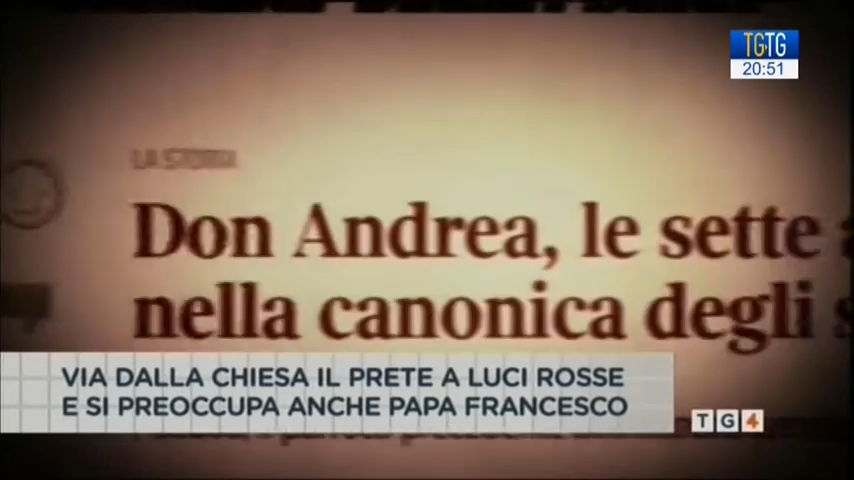 TGTG
20:51
LA STORIA
Don Andrea, le sette
nella canonica degli
VIA DALLA CHIESA IL PRETE A LUCI ROSSE
E SI PREOCCUPA ANCHE PAPA FRANCESCO
TG4